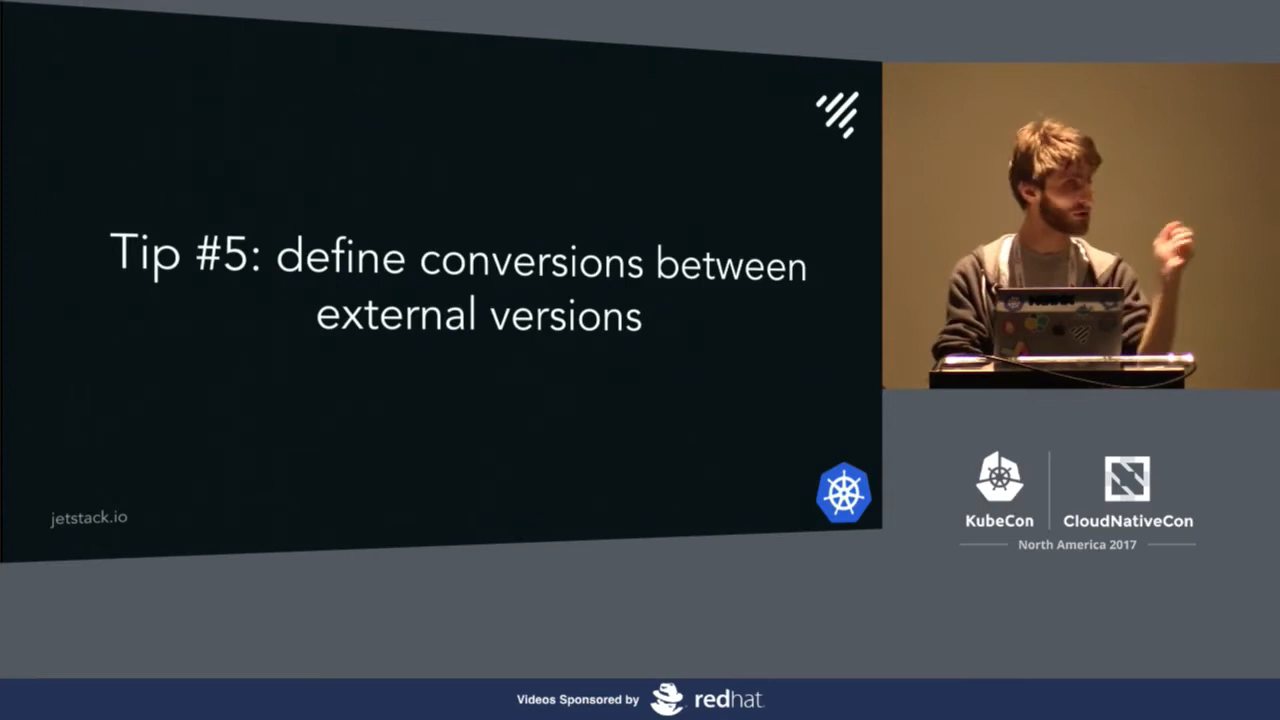 Tip #5: define conversions between
external versions
jetstack.io
KubeCon
CloudNativeCon
North America 2017
Videos Sponsored by
redhat.